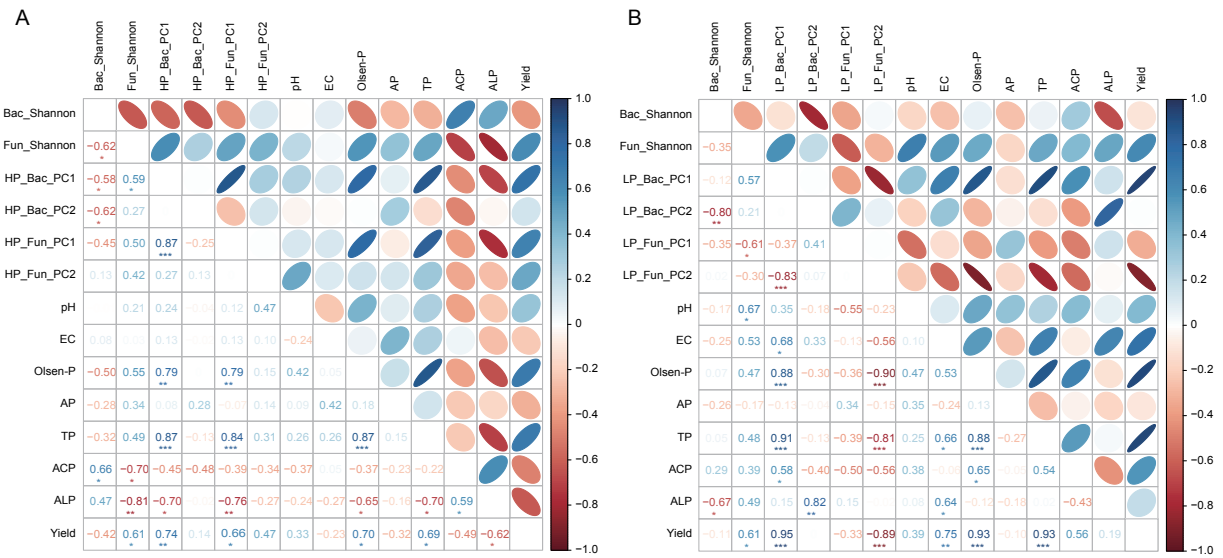 A
Bac_Shannon Fun_Shannon HP_Bac_PC1 HP_Bac_PC2 HP_Fun_PC1 HP_Fun_PC2 pH EC Olsen-P AP TP ACP ALP Yield
Bac_Shannon
Fun_Shannon −0.62
*
HP_Bac_PC1 −0.58 0.59
* *
HP_Bac_PC2 −0.62 0.27
*
HP_Fun_PC1 −0.45 0.50 0.87 −0.25
***
HP_Fun_PC2 0.13 0.42 0.27 0.13
pH 0.21 0.24 0.12 0.47
EC 0.08 0.13 −0.10 0.13 0.10 −0.24
Olsen-P −0.50 0.55 0.79 0.79 0.15 0.42
** **
AP −0.28 0.34 0.28 −0.07 0.14 0.09 0.42 0.18
TP −0.32 0.49 0.87 −0.13 0.84 0.31 0.26 0.26 0.87 0.15
*** ** ***
ACP 0.66 −0.70 −0.45 −0.48 −0.39 −0.34 −0.37 −0.37 −0.23 −0.22
* *
ALP 0.47 −0.81 −0.70 −0.76 −0.27 −0.24 −0.27 −0.65 −0.16 −0.70 0.59
** * ** * * *
Yield −0.42 0.61 0.74 0.14 0.66 0.47 0.33 −0.23 0.70 −0.32 0.69 −0.49 −0.62
* ** * * * *
1.0
0.8
0.6
0.4
0.2
0
−0.2
−0.4
−0.6
−0.8
−1.0
B
Bac_Shannon Fun_Shannon LP_Bac_PC1 LP_Bac_PC2 LP_Fun_PC1 LP_Fun_PC2 pH EC Olsen-P AP TP ACP ALP Yield
Bac_Shannon
Fun_Shannon −0.35
LP_Bac_PC1 −0.12 0.57
LP_Bac_PC2 −0.80 0.21
**
LP_Fun_PC1 −0.35 −0.61 −0.37 0.41
*
LP_Fun_PC2 −0.30 −0.83 0.07
***
pH −0.17 0.67 0.35 −0.18 −0.55 −0.23
*
EC −0.25 0.53 0.68 0.33 −0.13 −0.56 0.13
*
Olsen-P 0.07 0.47 0.88 −0.30 −0.36 −0.90 0.47 0.53
*** ***
AP −0.26 −0.17 −0.12 0.34 −0.15 0.35 −0.24 0.13
TP 0.48 0.91 −0.13 −0.39 −0.81 0.25 0.66 0.88 −0.27
*** ** * ***
ACP 0.29 0.39 0.58 −0.40 −0.50 −0.56 0.38 0.65 0.54
* *
ALP −0.67 0.49 0.15 0.82 0.15 0.08 0.64 −0.12 −0.18 −0.43
* ** *
Yield −0.11 0.61 0.95 −0.33 −0.89 0.38 0.75 0.93 −0.17 0.93 0.56 0.19
* *** *** ** *** ***
1.0
0.8
0.6
0.4
0.2
0
−0.2
−0.4
−0.6
−0.8
−1.0